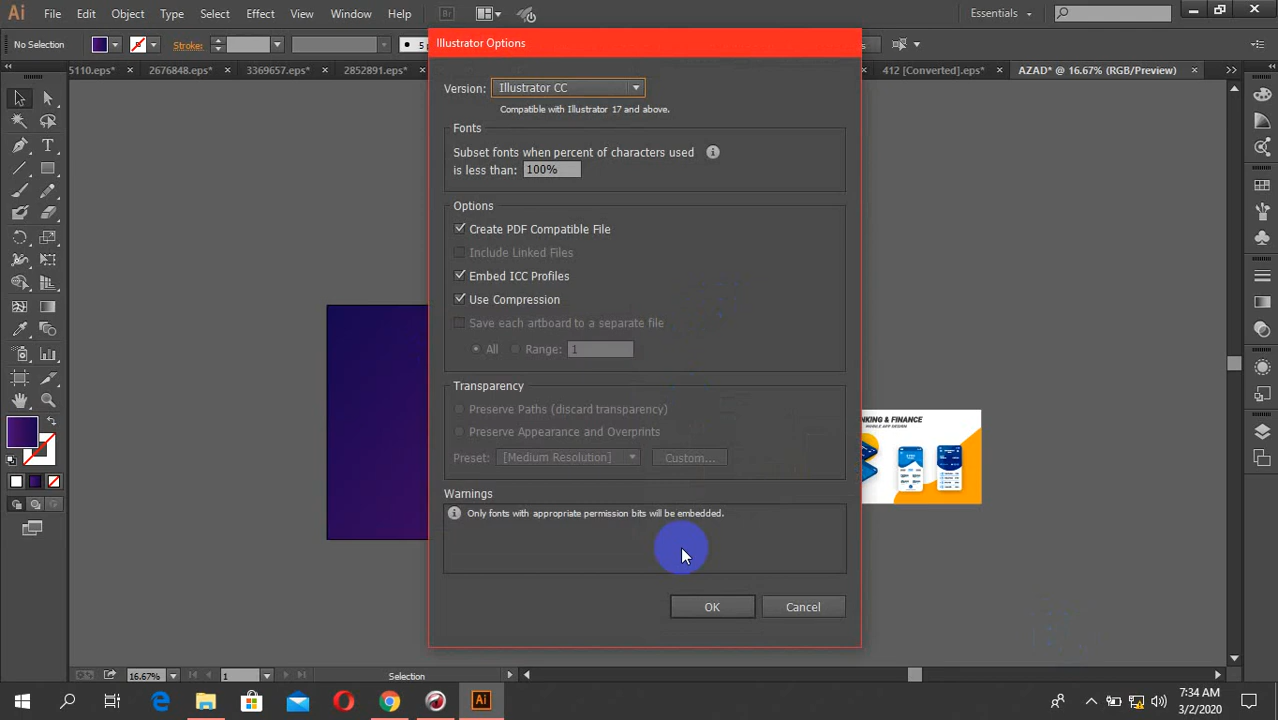 Ai File Edit Object Type Select Effect View Window Help Br Essentials
No Selection Stroke: 5 p
Illustrator Options
5110.eps* × 2676848.eps* × 3369657.eps* × 2852891.eps* × 412 [Converted].eps* × AZAD* @ 16.67% (RGB/Preview) ×
Version: Illustrator CC
Compatible with Illustrator 17 and above.
Fonts
Subset fonts when percent of characters used
is less than: 100%
Options
Create PDF Compatible File
Include Linked Files
Embed ICC Profiles
Use Compression
Save each artboard to a separate file
All Range: 1
Transparency
Preserve Paths (discard transparency)
Preserve Appearance and Overprints
Preset: [Medium Resolution] Custom...
Warnings
Only fonts with appropriate permission bits will be embedded.
OK Cancel
NKING & FINANCE
MOBILE APP DESIGN
16.67% 1 Selection
Ai
7:34 AM
3/2/2020